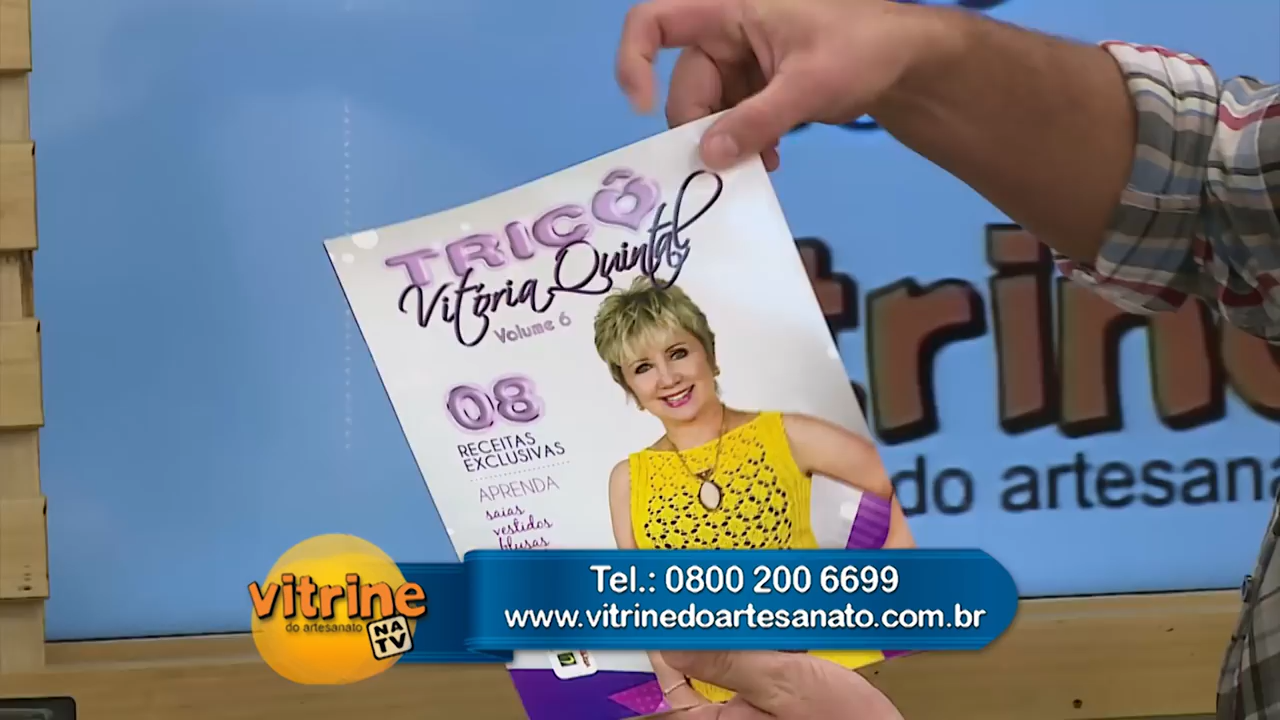 TRICÔ
Vitória Quintal
Volume 6
08
RECEITAS
EXCLUSIVAS
APRENDA
saias
vestidos
blusas
trine
do artesana
Tel.: 0800 200 6699
www.vitrinedoartesanato.com.br
vitrine
do artesanato
NA
TV